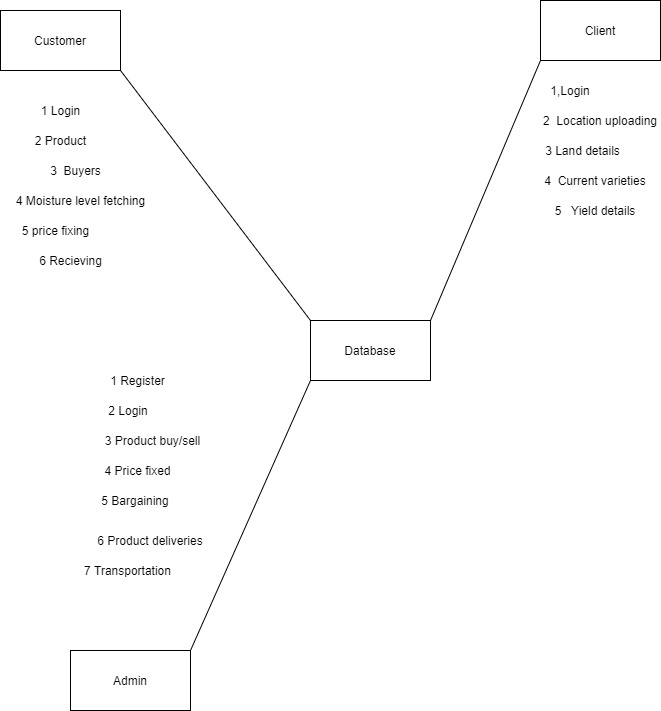 Customer
1 Login
2 Product
3 Buyers
4 Moisture level fetching
5 price fixing
6 Recieving
Client
1,Login
2 Location uploading
3 Land details
4 Current varieties
5 Yield details
Database
1 Register
2 Login
3 Product buy/sell
4 Price fixed
5 Bargaining
6 Product deliveries
7 Transportation
Admin